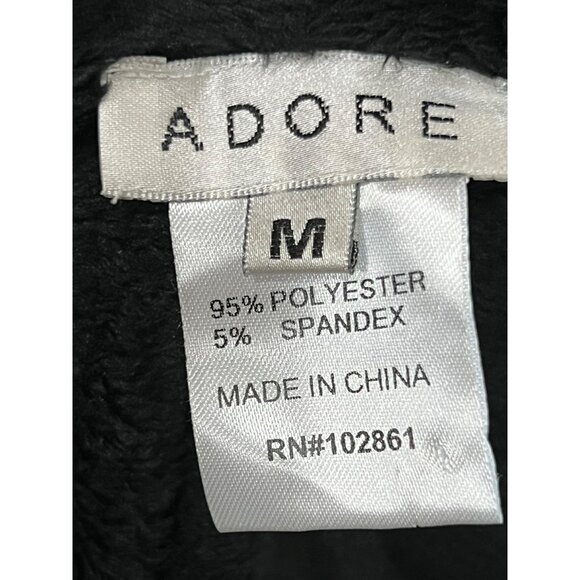 ADORE
M
95% POLYESTER
5% SPANDEX
MADE IN CHINA
RN#102861